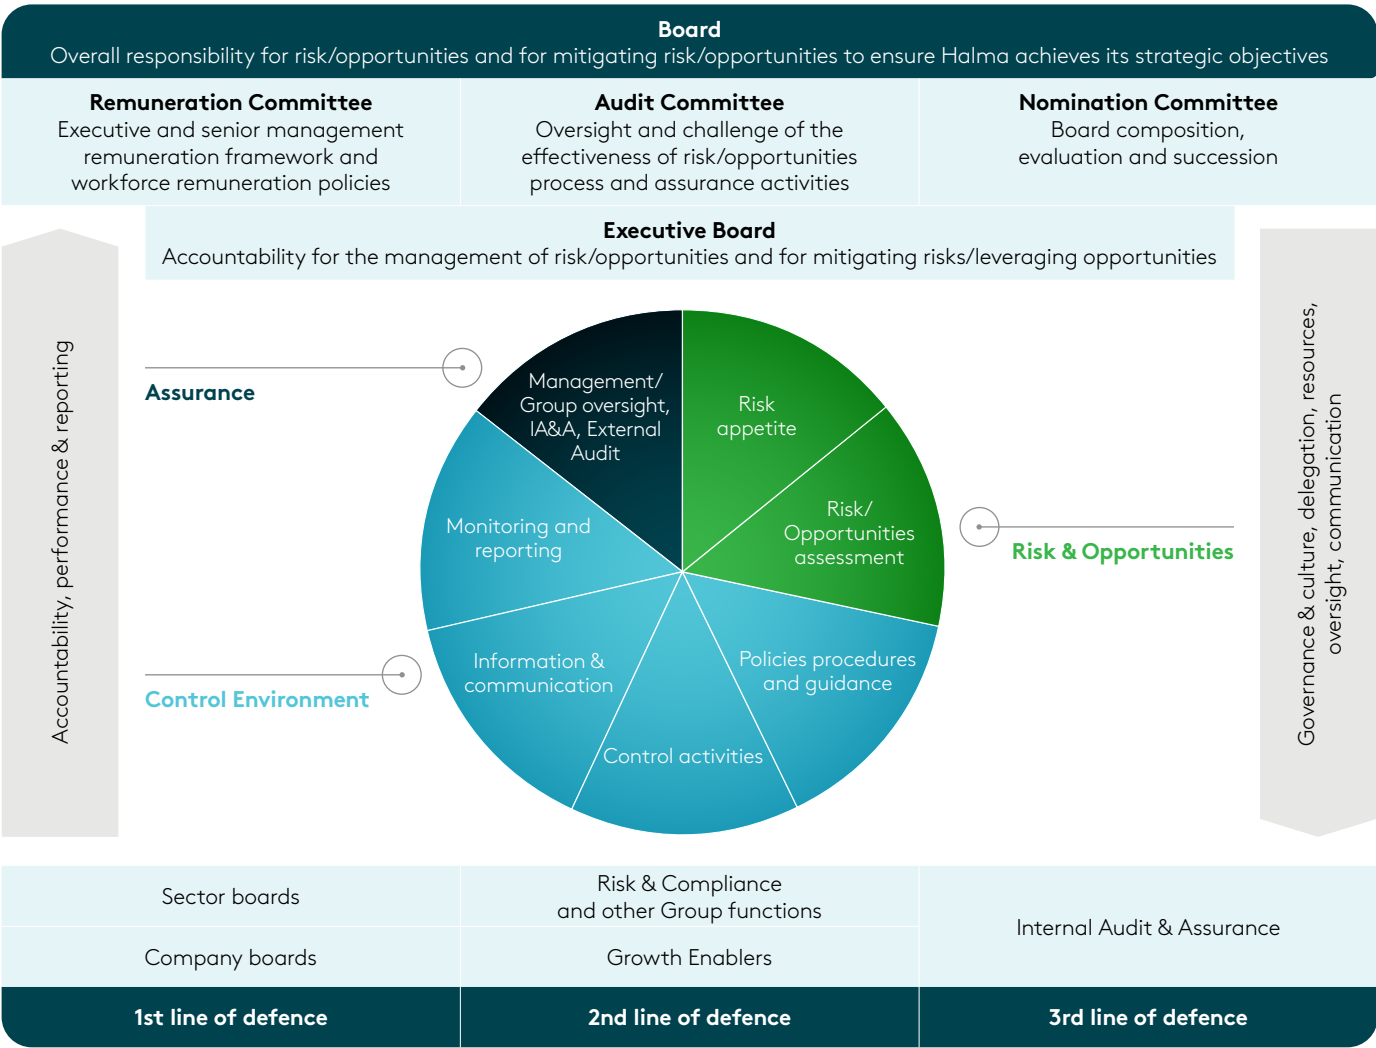 Board
Overall responsibility for risk/opportunities and for mitigating risk/opportunities to ensure Halma achieves its strategic objectives
Remuneration Committee
Executive and senior management
remuneration framework and
workforce remuneration policies
Audit Committee
Oversight and challenge of the
effectiveness of risk/opportunities
process and assurance activities
Nomination Committee
Board composition,
evaluation and succession
Executive Board
Accountability for the management of risk/opportunities and for mitigating risks/leveraging opportunities
Accountability, performance & reporting
Assurance
Control Environment
Management/
Group oversight,
IA&A, External
Audit
Risk
appetite
Risk/
Opportunities
assessment
Monitoring and
reporting
Information &
communication
Control activities
Policies procedures
and guidance
Risk & Opportunities
Governance & culture, delegation, resources,
oversight, communication
Sector boards
Company boards
Risk & Compliance
and other Group functions
Growth Enablers
Internal Audit & Assurance
1st line of defence
2nd line of defence
3rd line of defence